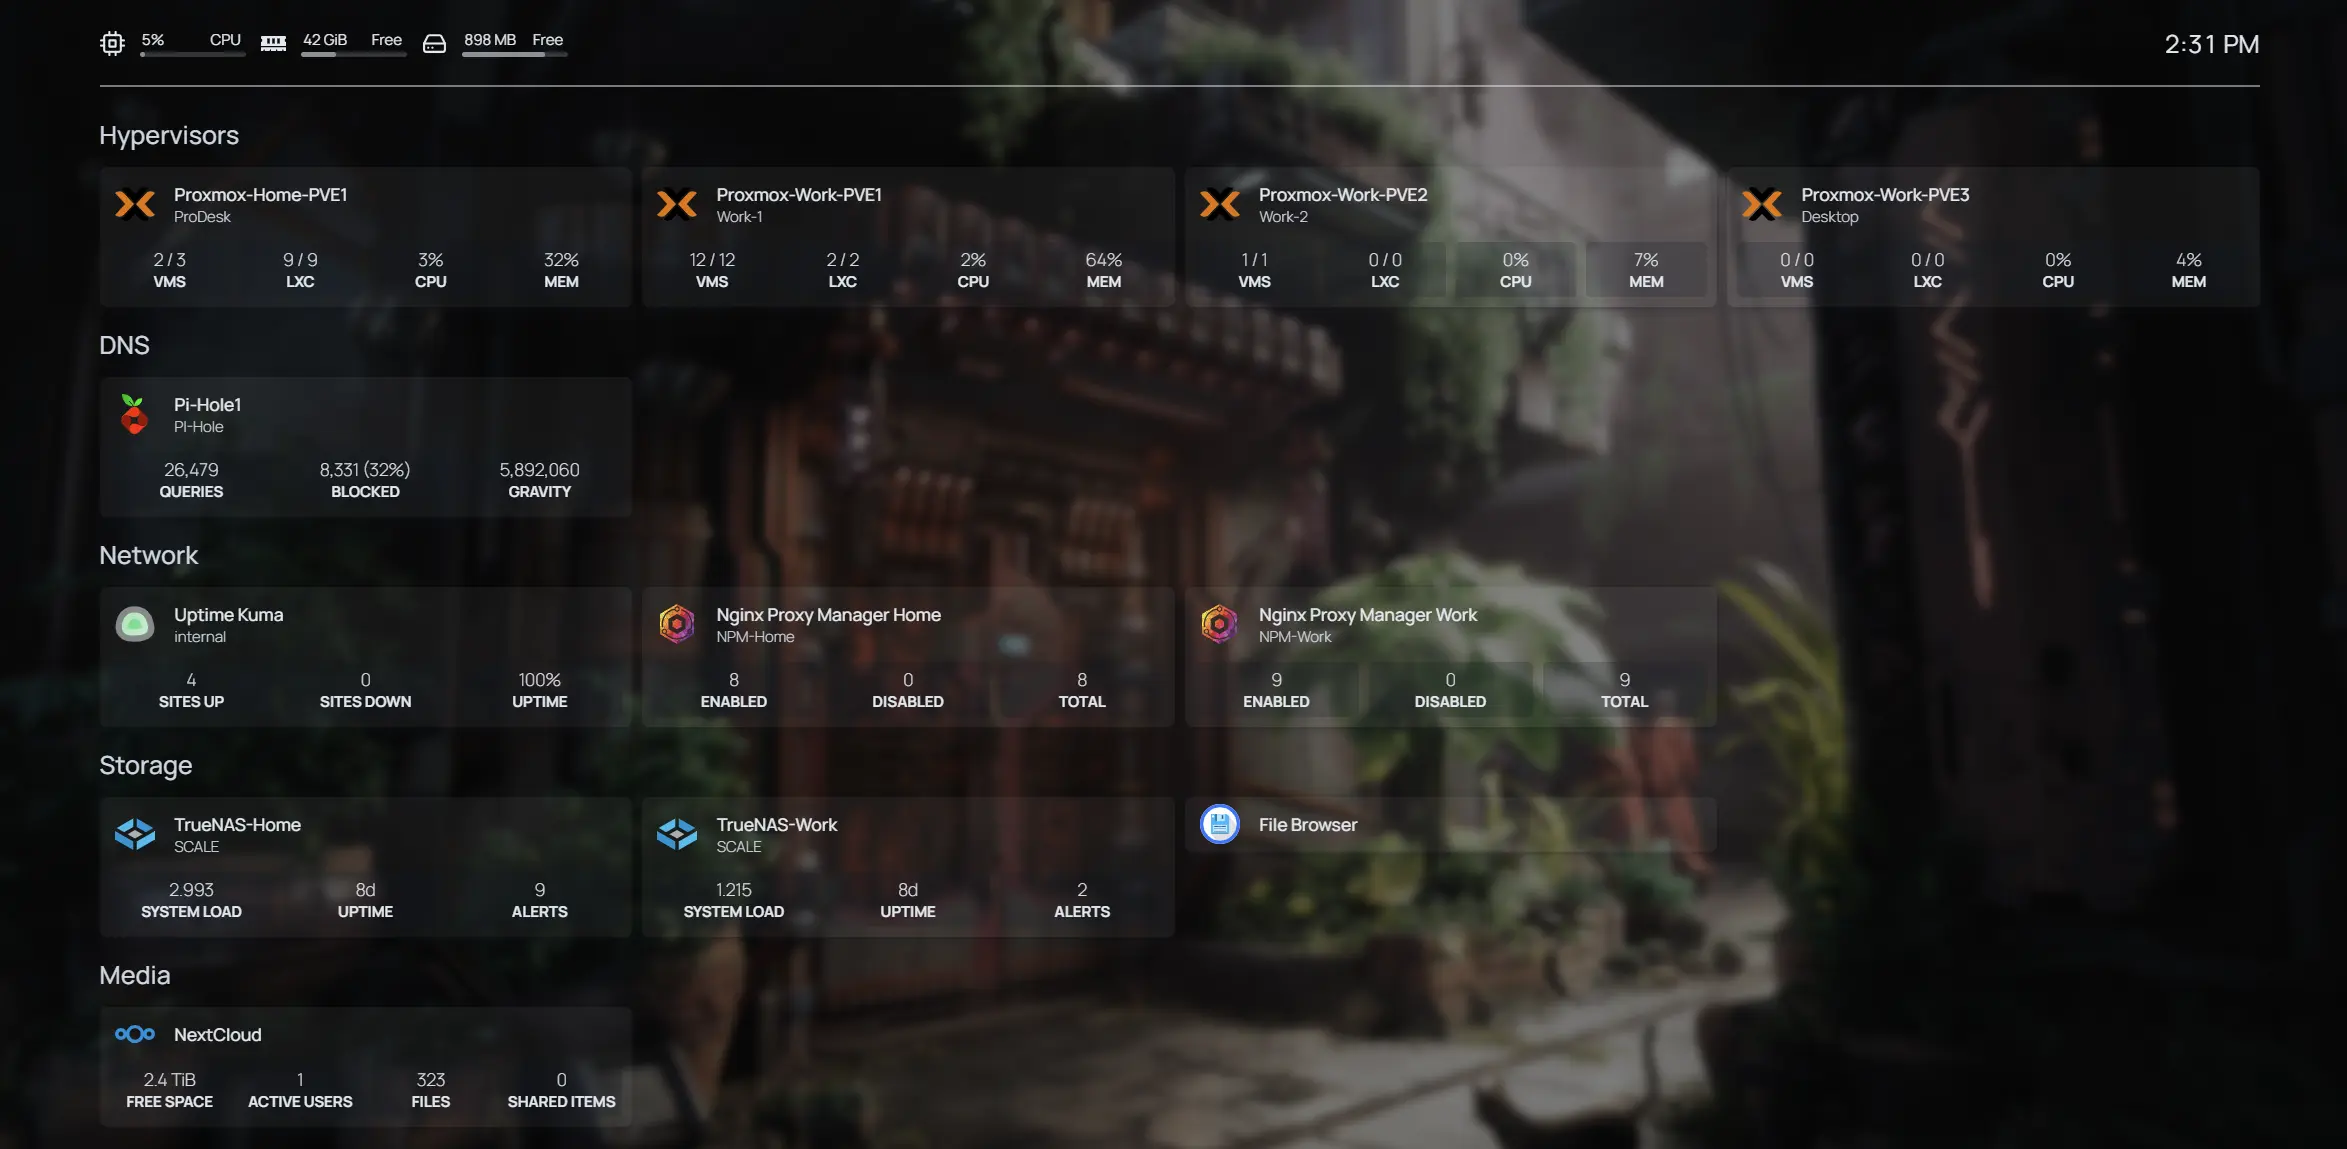 5% CPU 42 GiB Free 898 MB Free 2:31 PM
Hypervisors
Proxmox-Home-PVE1
ProDesk
2 / 3 9 / 9 3% 32%
VMS LXC CPU MEM
Proxmox-Work-PVE1
Work-1
12 / 12 2 / 2 2% 64%
VMS LXC CPU MEM
Proxmox-Work-PVE2
Work-2
1 / 1 0 / 0 0% 7%
VMS LXC CPU MEM
Proxmox-Work-PVE3
Desktop
0 / 0 0 / 0 0% 4%
VMS LXC CPU MEM
DNS
Pi-Hole1
PI-Hole
26,479 8,331 (32%) 5,892,060
QUERIES BLOCKED GRAVITY
Network
Uptime Kuma
internal
4 0 100%
SITES UP SITES DOWN UPTIME
Nginx Proxy Manager Home
NPM-Home
8 0 8
ENABLED DISABLED TOTAL
Nginx Proxy Manager Work
NPM-Work
9 0 9
ENABLED DISABLED TOTAL
Storage
TrueNAS-Home
SCALE
2.993 8d 9
SYSTEM LOAD UPTIME ALERTS
TrueNAS-Work
SCALE
1.215 8d 2
SYSTEM LOAD UPTIME ALERTS
File Browser
Media
NextCloud
2.4 TiB 1 323 0
FREE SPACE ACTIVE USERS FILES SHARED ITEMS